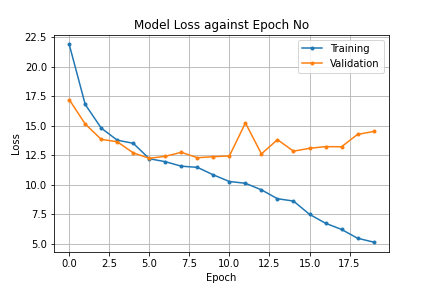 Model Loss against Epoch No
22.5
20.0
17.5
15.0
12.5
10.0
7.5
5.0
Loss
Training
Validation
0.0 2.5 5.0 7.5 10.0 12.5 15.0 17.5
Epoch